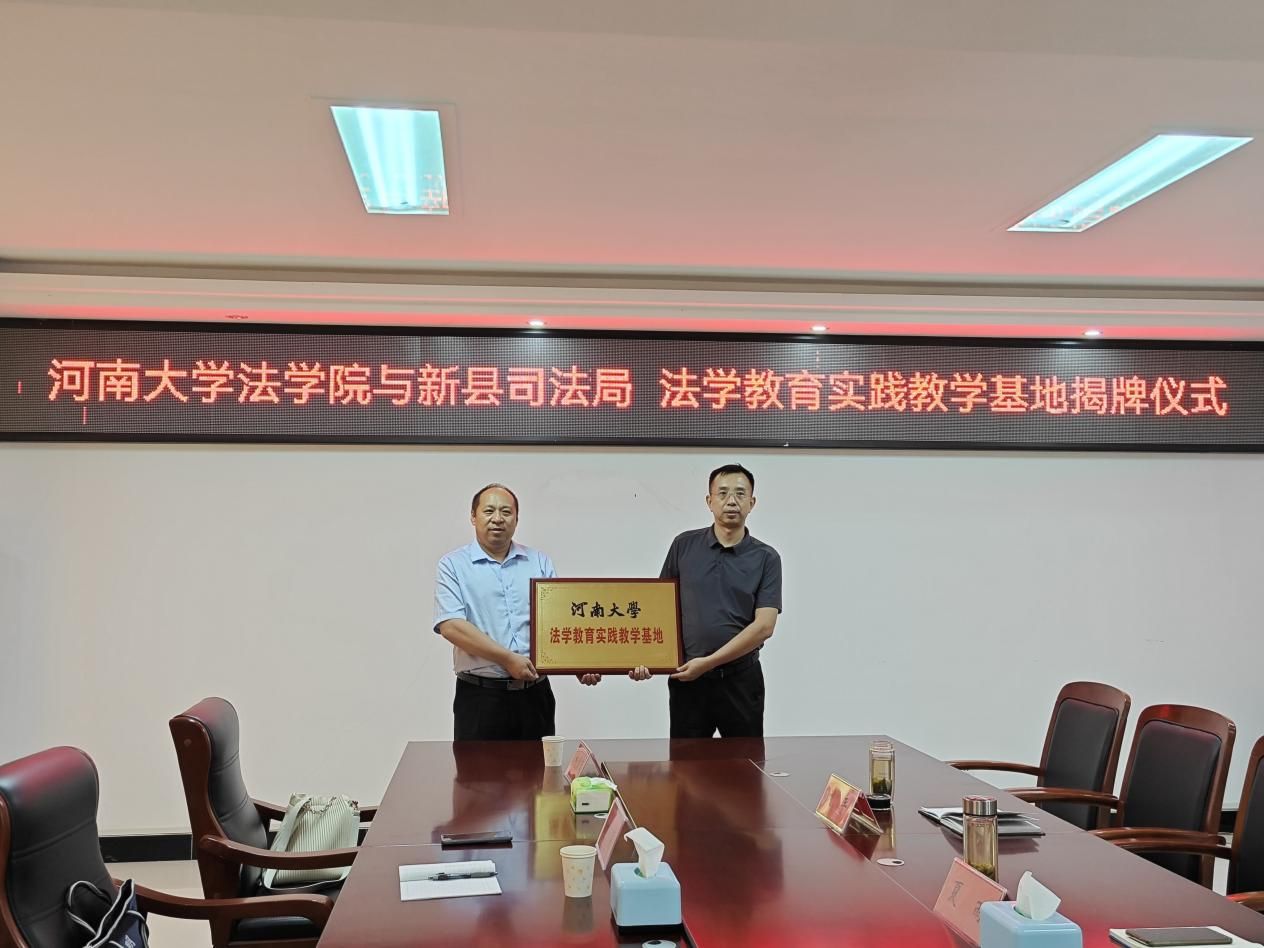 河南大学法学院与新县司法局 法学教育实践教学基地揭牌仪式
河南大學
法学教育实践教学基地
夏